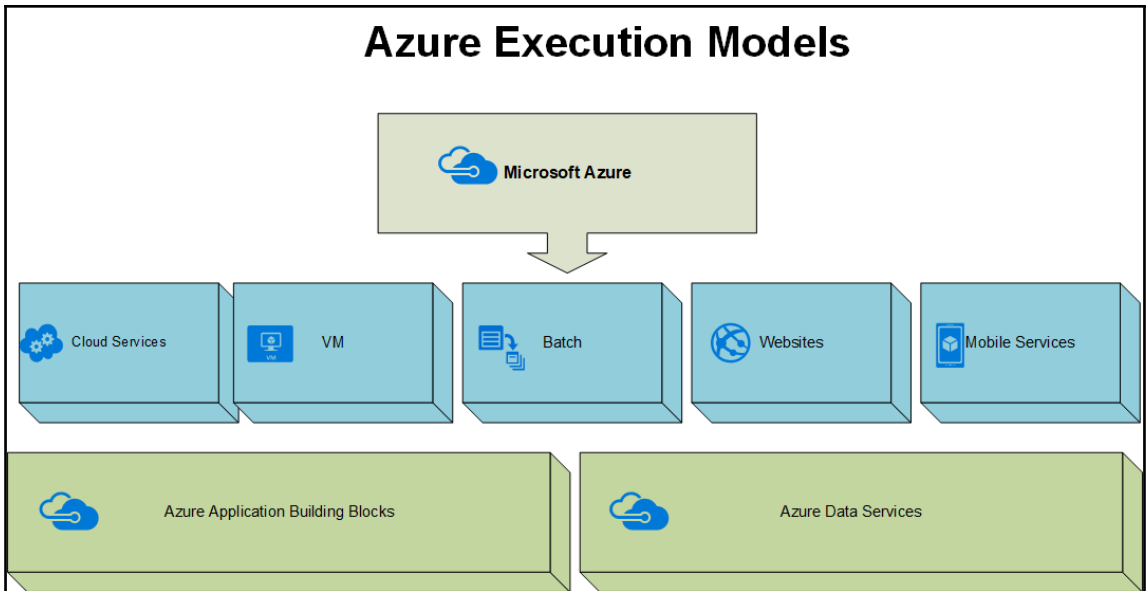 Azure Execution Models
Microsoft Azure
Cloud Services
VM
VM
Batch
Websites
Mobile Services
Azure Application Building Blocks
Azure Data Services